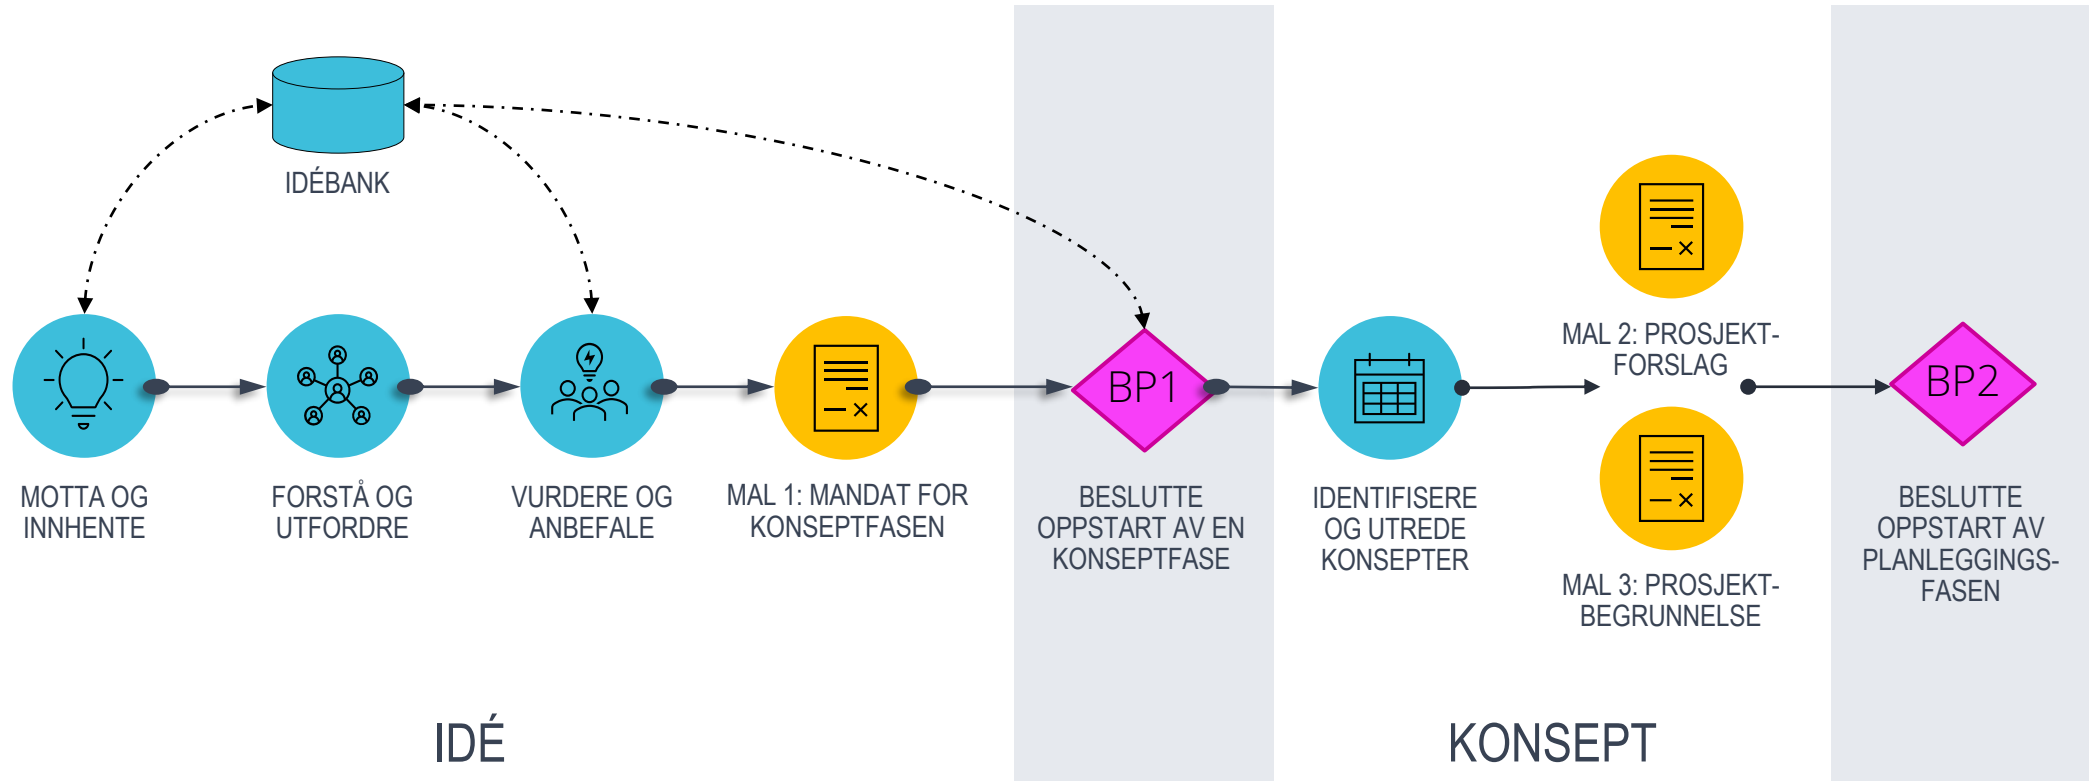 IDÉBANK
MOTTA OG
INNHENTE
FORSTÅ OG
UTFORDRE
VURDERE OG
ANBEFALE
MAL 1: MANDAT FOR
KONSEPTFASEN
BP1
BESLUTTE
OPPSTART AV EN
KONSEPTFASE
IDENTIFISERE
OG UTREDE
KONSEPTER
MAL 2: PROSJEKT-
FORSLAG
MAL 3: PROSJEKT-
BEGRUNNELSE
BP2
BESLUTTE
OPPSTART AV
PLANLEGGINGS-
FASEN
IDÉ
KONSEPT